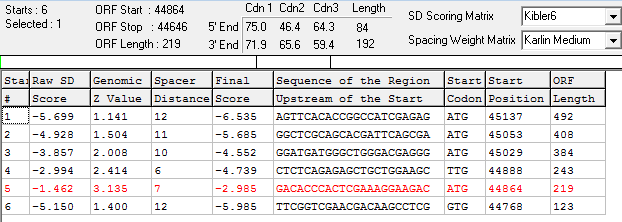 Starts : 6 ORF Start : 44864 Cdn 1 Cdn2 Cdn3 Length SD Scoring Matrix Kibler6
Selected : 1 ORF Stop : 44646 5' End 75.0 46.4 64.3 84
ORF Length : 219 3' End 71.9 65.6 59.4 192 Spacing Weight Matrix Karlin Medium
Star Raw SD Genomic Spacer Final Sequence of the Region Start Start ORF
# Score Z Value Distance Score Upstream of the Start Codon Position Length
1 -5.699 1.141 12 -6.535 AGTTCACACCGGCCATCGAGAG ATG 45137 492
2 -4.928 1.504 11 -5.685 GGCTCGCAGCACGATTCAGCGA ATG 45053 408
3 -3.857 2.008 10 -4.552 GGATGATGGGCTGGGACATGAG ATG 45029 384
4 -2.994 2.414 6 -4.739 CTCTCAGAGAGCTGCTGGAAGC TTG 44888 243
5 -1.462 3.135 7 -2.985 GACACCCACTCGAAAGGAAGAC ATG 44864 219
6 -5.150 1.400 12 -5.985 TTCGGTCGAACGACAAGCCTCG GTG 44768 123